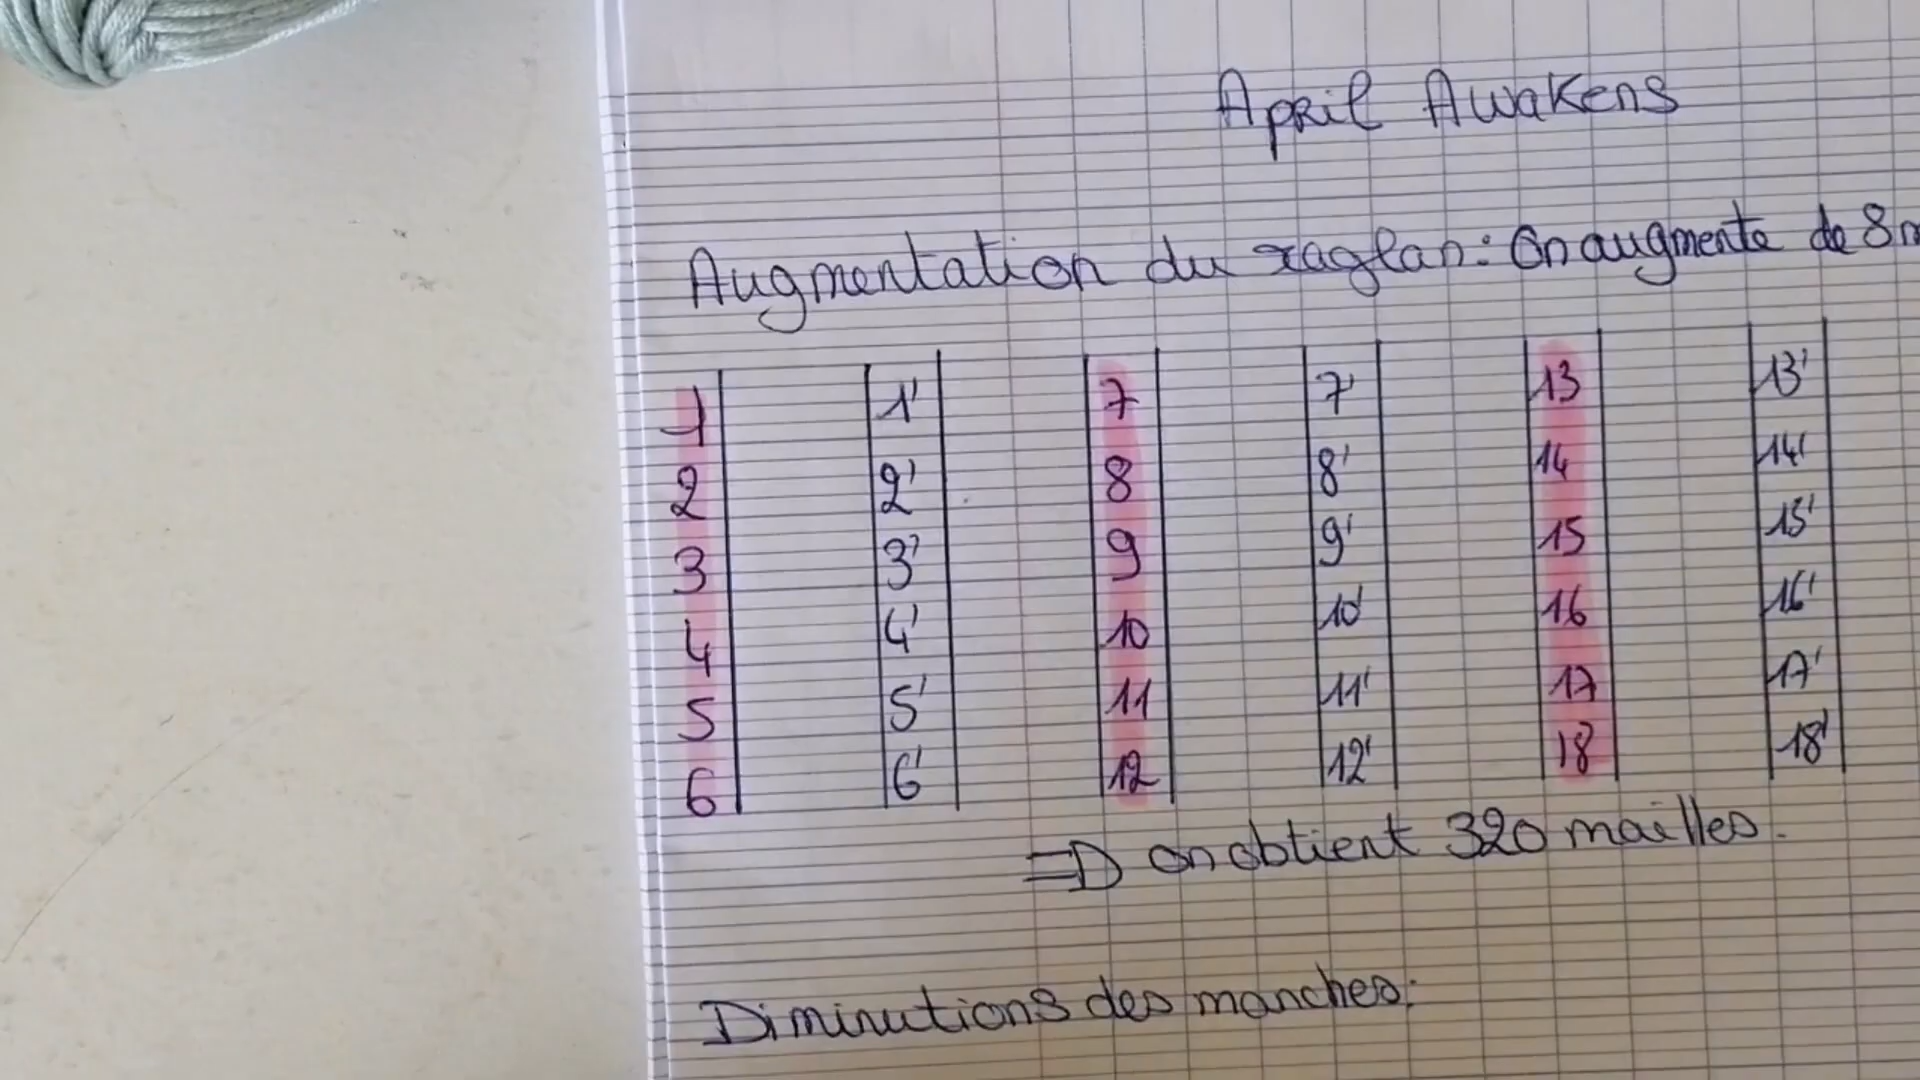 April Awakens
Augmentation du raglan: On augmente de 8 m
1 1' 7 7' 13 13'
2 2' 8 8' 14 14'
3 3' 9 9' 15 15'
4 4' 10 10' 16 16'
5 5' 11 11' 17 17'
6 6' 12 12' 18 18'
=D on obtient 320 mailles.
Diminutions des manches: